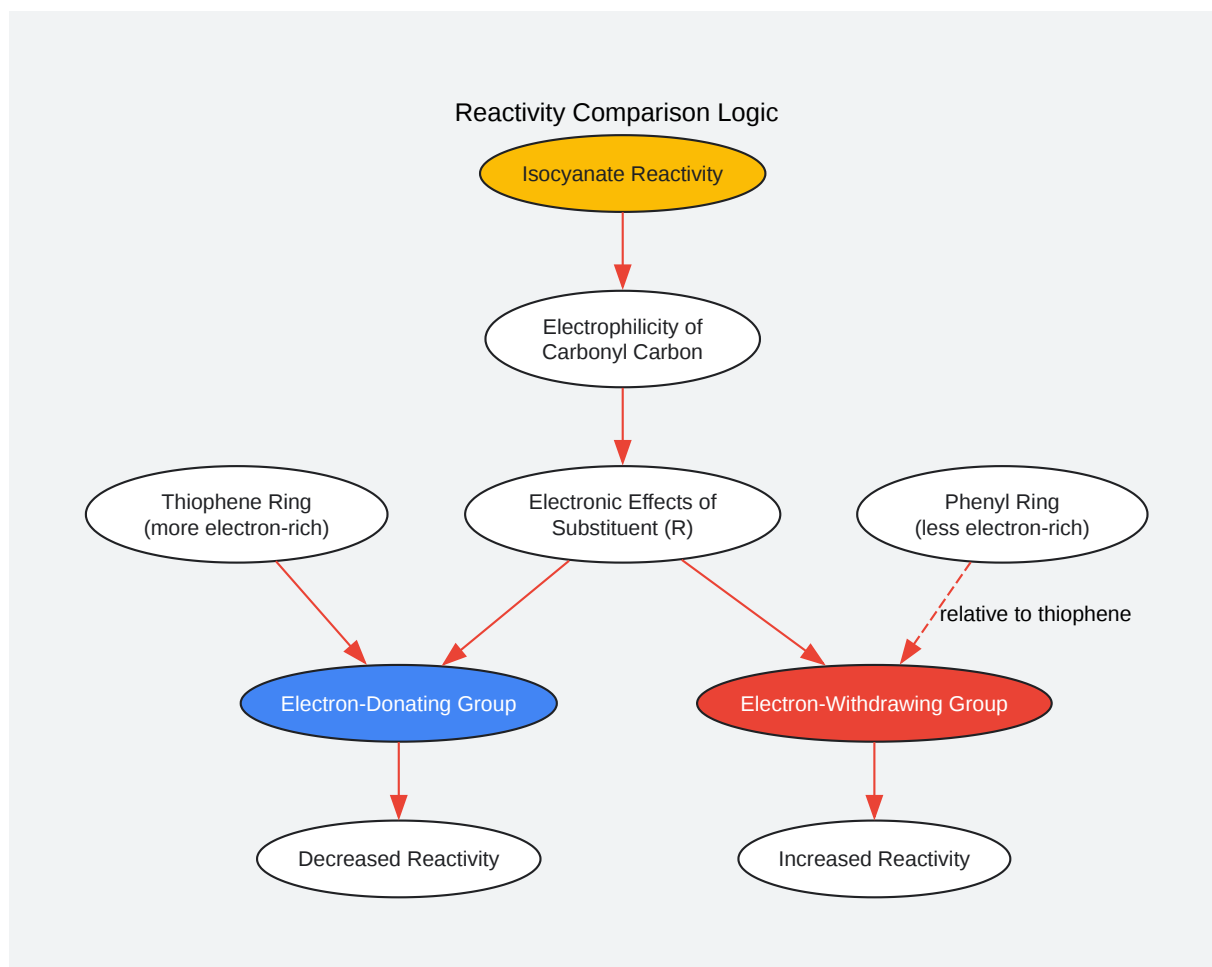 Reactivity Comparison Logic
Isocyanate Reactivity
Electrophilicity of
Carbonyl Carbon
Thiophene Ring
(more electron-rich)
Electronic Effects of
Substituent (R)
Phenyl Ring
(less electron-rich)
relative to thiophene
Electron-Donating Group
Electron-Withdrawing Group
Decreased Reactivity
Increased Reactivity